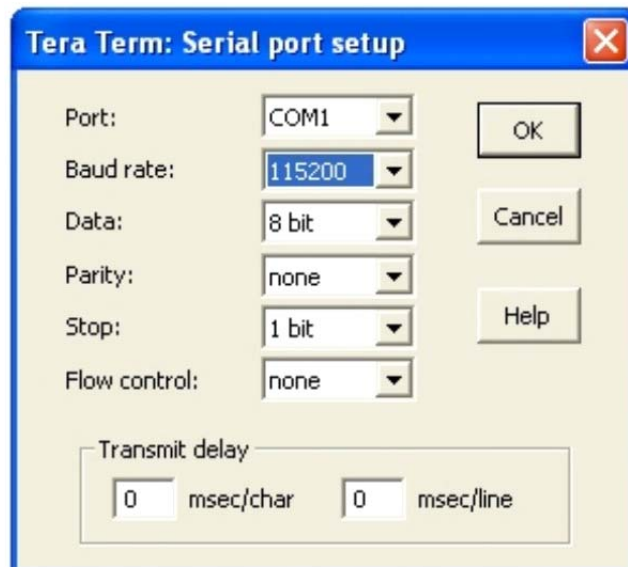 Tera Term: Serial port setup
Port: COM1
OK
Baud rate: 115200
Data: 8 bit
Cancel
Parity: none
Stop: 1 bit
Help
Flow control: none
Transmit delay
0 msec/char 0 msec/line